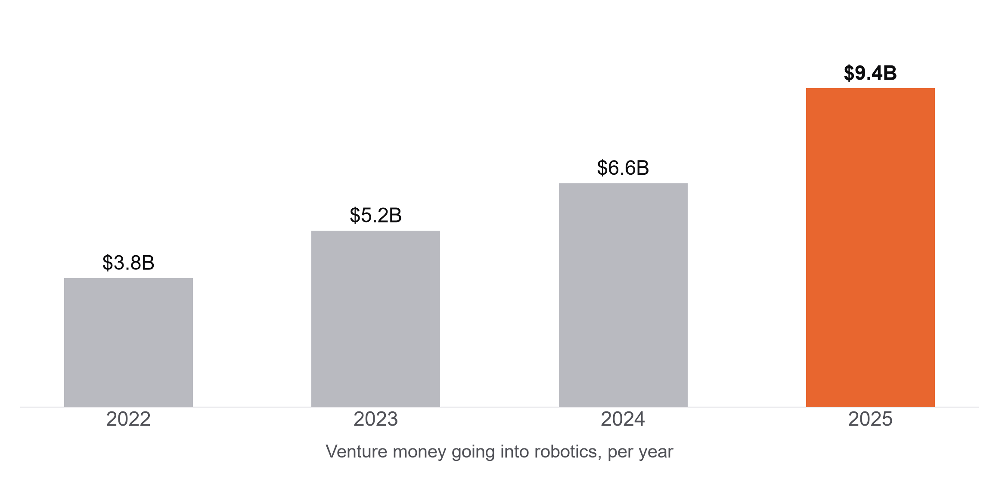 $9.4B
$6.6B
$5.2B
$3.8B
2022 2023 2024 2025
Venture money going into robotics, per year